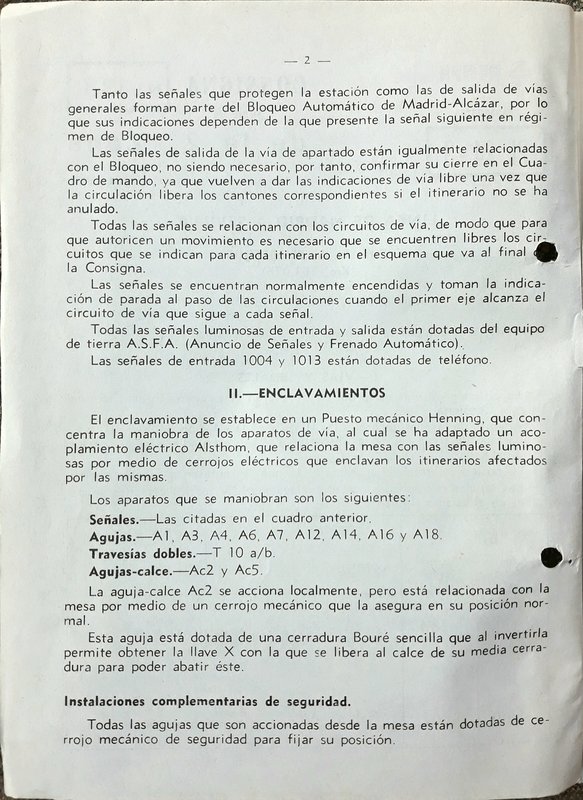 — 2 —
Tanto las señales que protegen la estación como las de salida de vías
generales forman parte del Bloqueo Automático de Madrid-Alcázar, por lo
que sus indicaciones dependen de la que presente la señal siguiente en régi-
men de Bloqueo.
Las señales de salida de la vía de apartado están igualmente relacionadas
con el Bloqueo, no siendo necesario, por tanto, confirmar su cierre en el Cua-
dro de mando, ya que vuelven a dar las indicaciones de vía libre una vez que
la circulación libera los cantones correspondientes si el itinerario no se ha
anulado.
Todas las señales se relacionan con los circuitos de vía, de modo que para
que autoricen un movimiento es necesario que se encuentren libres los cir-
cuitos que se indican para cada itinerario en el esquema que va al final
la Consigna.
Las señales se encuentran normalmente encendidas y toman la indica-
ción de parada al paso de las circulaciones cuando el primer eje alcanza el
circuito de vía que sigue a cada señal.
Todas las señales luminosas de entrada y salida están dotadas del equipo
de tierra A.S.F.A. (Anuncio de Señales y Frenado Automático).
Las señales de entrada 1004 y 1013 están dotadas de teléfono.
II.—ENCLAVAMIENTOS
El enclavamiento se establece en un Puesto mecánico Henning, que con-
centra la maniobra de los aparatos de vía, al cual se ha adaptado un aco-
plamiento eléctrico Alsthom, que relaciona la mesa con las señales lumino-
sas por medio de cerrojos eléctricos que enclavan los itinerarios afectados
por las mismas.
Los aparatos que se maniobran son los siguientes:
Señales.—Las citadas en el cuadro anterior.
Agujas.—A1, A3, A4, A6, A7, A12, A14, A16 y A18.
Travesías dobles.—T 10 a/b.
Agujas-calce.—Ac2 y Ac5.
La aguja-calce Ac2 se acciona localmente, pero está relacionada con la
mesa por medio de un cerrojo mecánico que la asegura en su posición nor-
mal.
Esta aguja está dotada de una cerradura Bouré sencilla que al invertirla
permite obtener la llave X con la que se libera al calce de su media cerra-
dura para poder abatir éste.
Instalaciones complementarias de seguridad.
Todas las agujas que son accionadas desde la mesa están dotadas de ce-
rrojo mecánico de seguridad para fijar su posición.